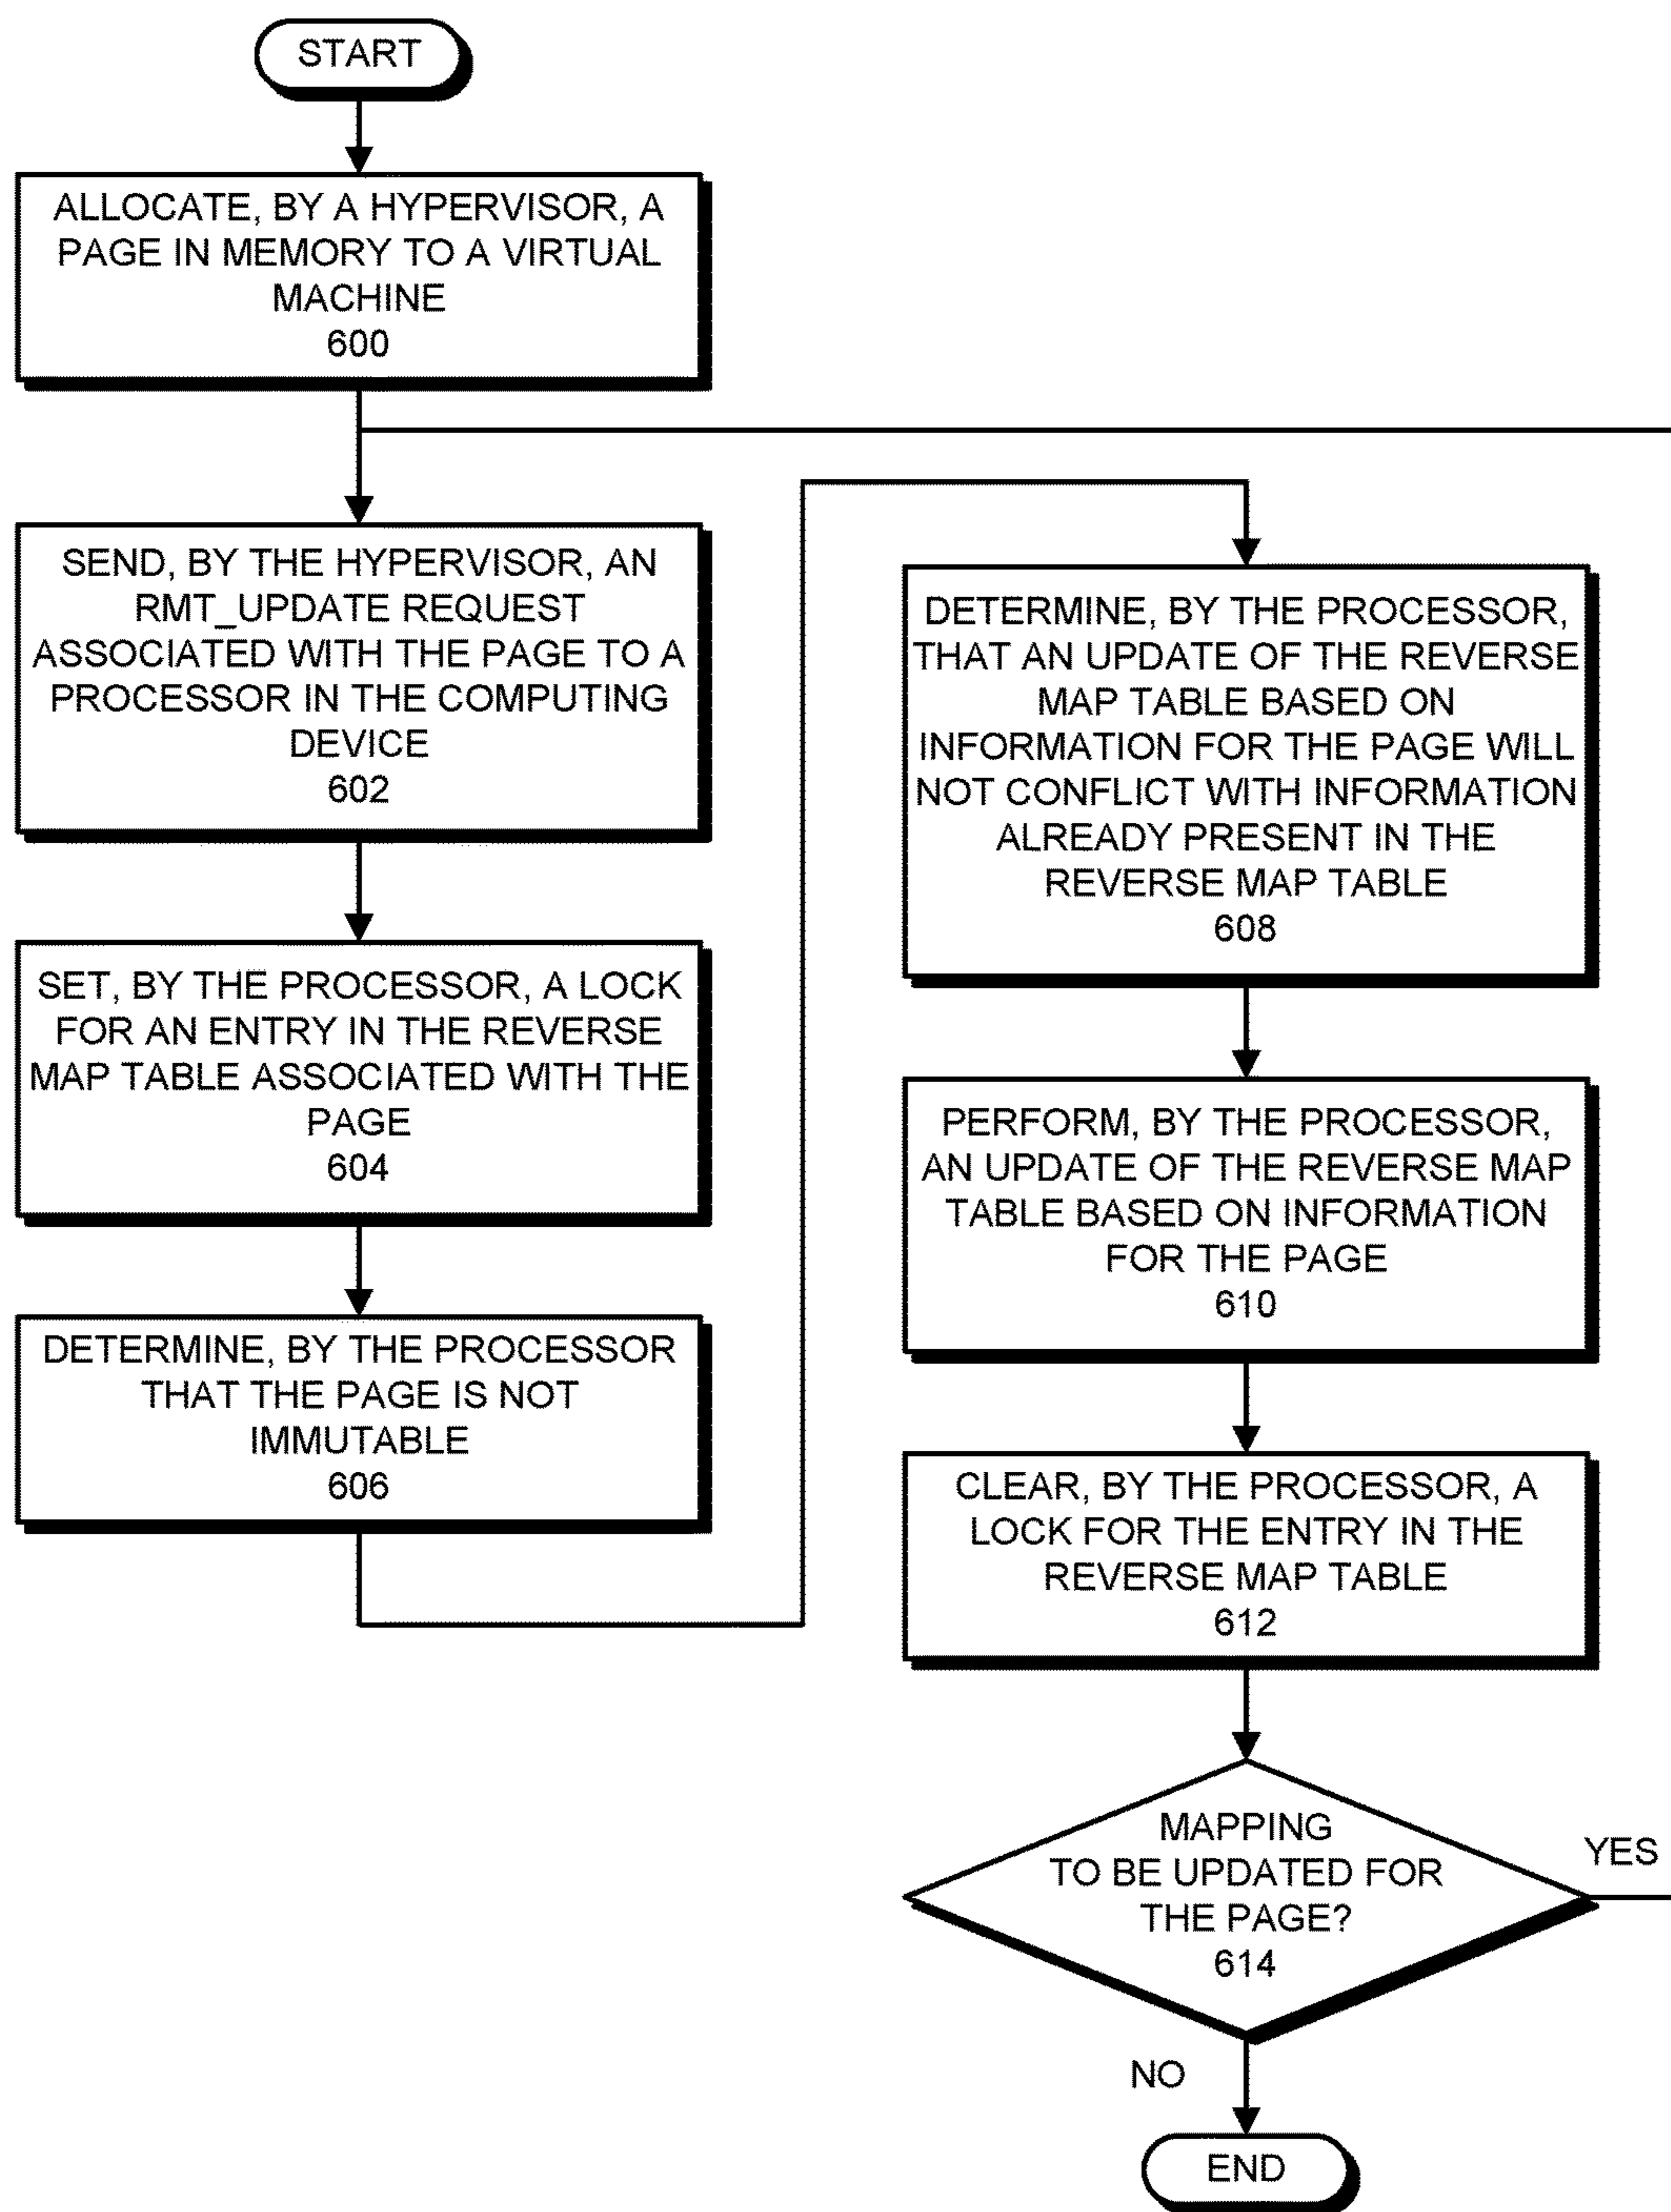 START
ALLOCATE, BY A HYPERVISOR, A
PAGE IN MEMORY TO A VIRTUAL
MACHINE
600
SEND, BY THE HYPERVISOR, AN
RMT_UPDATE REQUEST
ASSOCIATED WITH THE PAGE TO A
PROCESSOR IN THE COMPUTING
DEVICE
602
SET, BY THE PROCESSOR, A LOCK
FOR AN ENTRY IN THE REVERSE
MAP TABLE ASSOCIATED WITH THE
PAGE
604
DETERMINE, BY THE PROCESSOR
THAT THE PAGE IS NOT
IMMUTABLE
606
DETERMINE, BY THE PROCESSOR,
THAT AN UPDATE OF THE REVERSE
MAP TABLE BASED ON
INFORMATION FOR THE PAGE WILL
NOT CONFLICT WITH INFORMATION
ALREADY PRESENT IN THE
REVERSE MAP TABLE
608
PERFORM, BY THE PROCESSOR,
AN UPDATE OF THE REVERSE MAP
TABLE BASED ON INFORMATION
FOR THE PAGE
610
CLEAR, BY THE PROCESSOR, A
LOCK FOR THE ENTRY IN THE
REVERSE MAP TABLE
612
MAPPING
TO BE UPDATED FOR
THE PAGE?
614
YES
NO
END